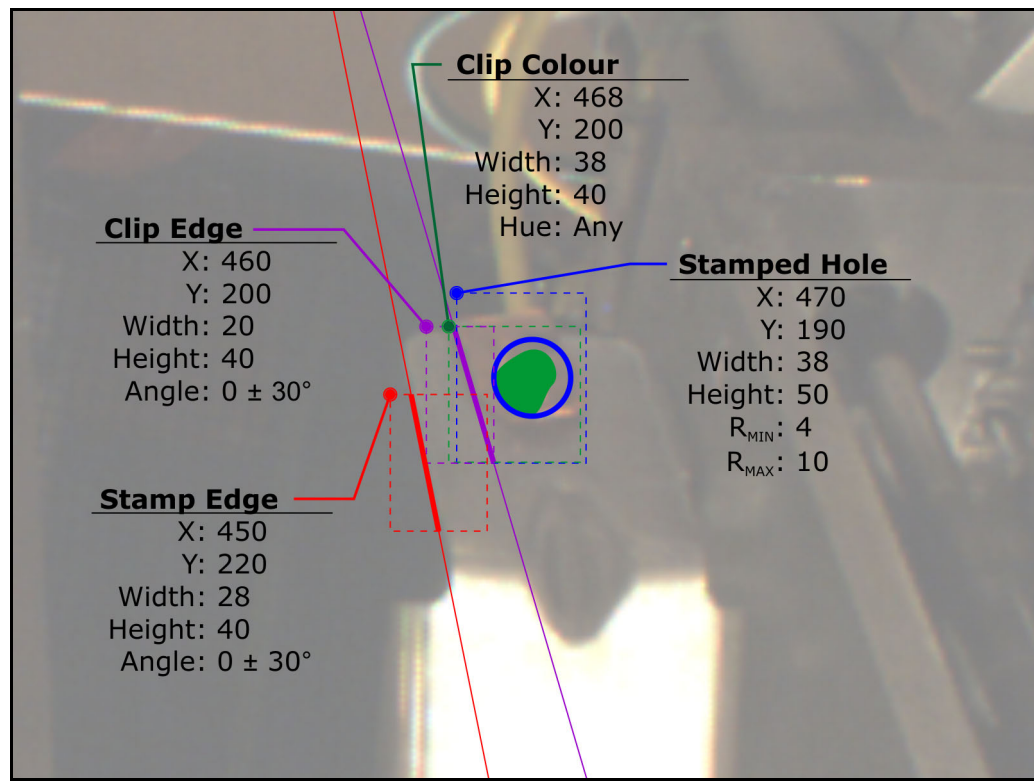 Clip Colour
X: 468
Y: 200
Width: 38
Height: 40
Hue: Any
Clip Edge
X: 460
Y: 200
Width: 20
Height: 40
Angle: 0 ± 30°
Stamped Hole
X: 470
Y: 190
Width: 38
Height: 50
RMIN: 4
RMAX: 10
Stamp Edge
X: 450
Y: 220
Width: 28
Height: 40
Angle: 0 ± 30°